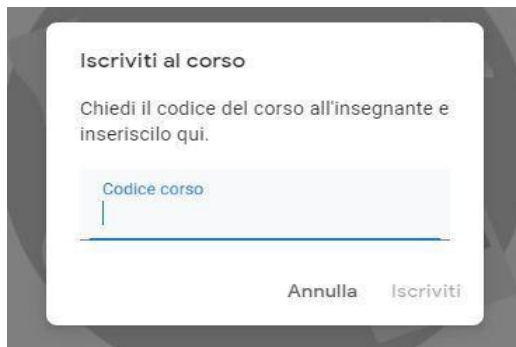 Iscriviti al corso
Chiedi il codice del corso all'insegnante e
inseriscilo qui.
Codice corso
Annulla Iscriviti